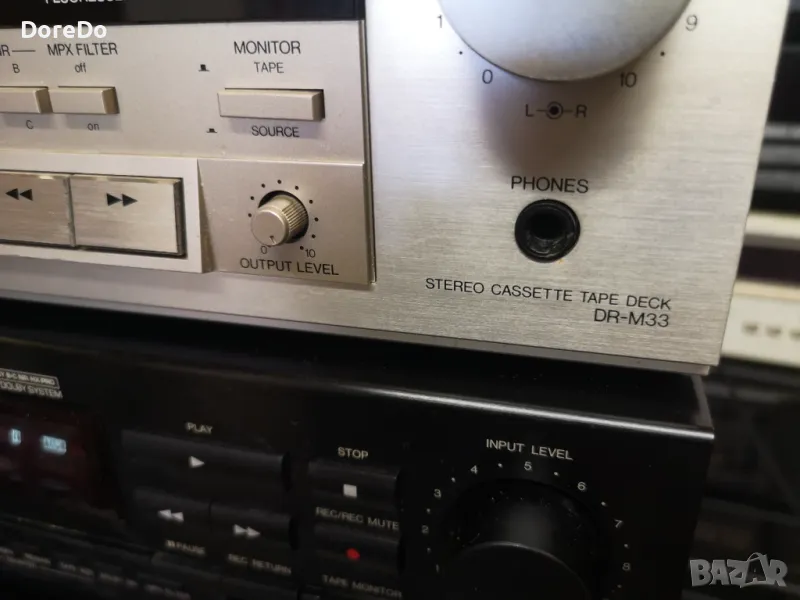 DoreDo
MONITOR
TAPE
SOURCE
MPX FILTER
off
on
B
C
1
0
9
10
L R
PHONES
0
10
OUTPUT LEVEL
STEREO CASSETTE TAPE DECK
DR-M33
DOLBY SYSTEM
PLAY
STOP
REC/REC MUTE
PAUSE
REC RETURN
TAPE MONITOR
INPUT LEVEL
1
2
3
4
5
6
7
8
BAZAR